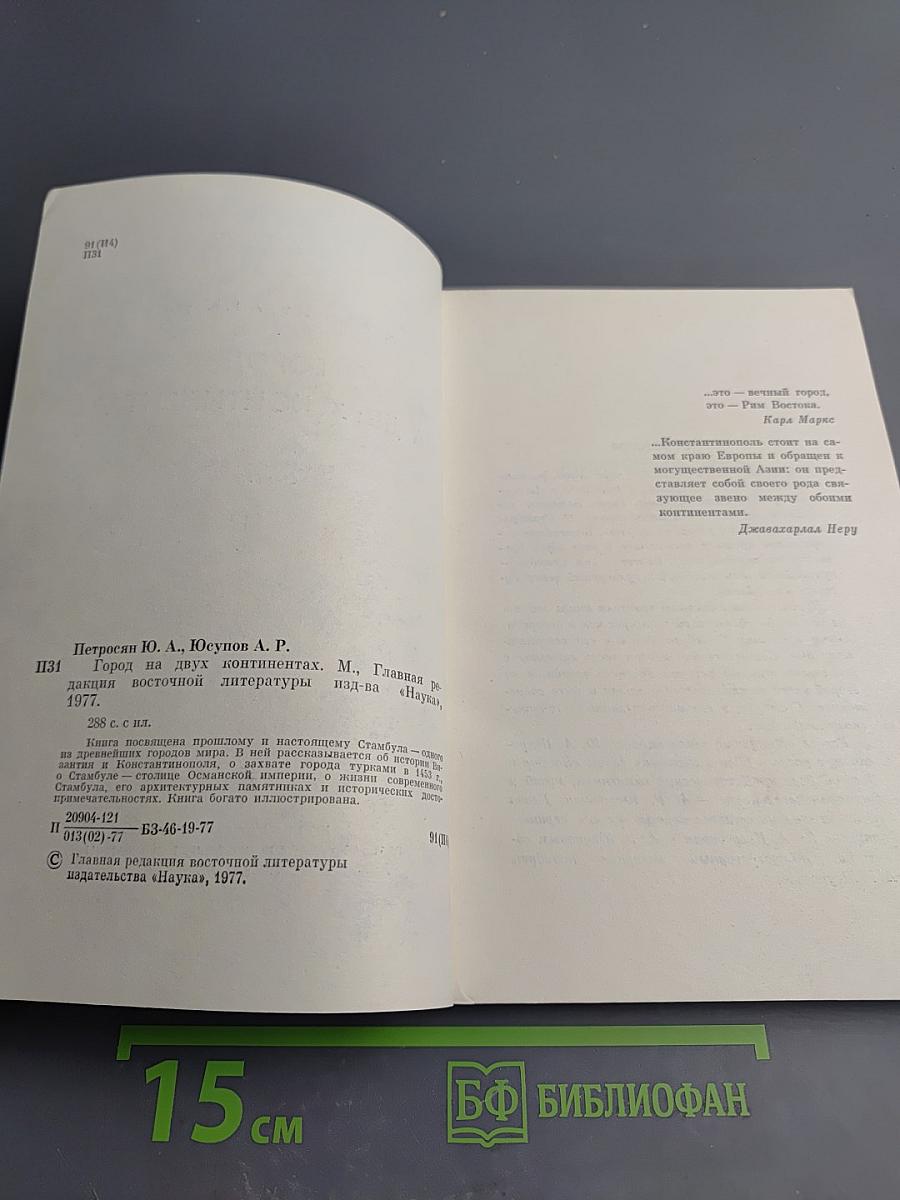 91(И4)
П31
Петросян Ю. А., Юсупов А. Р.
П31 Город на двух континентах. М., Главная ре-
дакция восточной литературы изд-ва «Наука»,
1977.
288 с. с ил.
Книга посвящена прошлому и настоящему Стамбула — одного
из древнейших городов мира. В ней рассказывается об истории Ви-
зантия и Константинополя, о захвате города турками в 1453 г.,
о Стамбуле — столице Османской империи, о жизни современного
Стамбула, его архитектурных памятниках и исторических досто-
примечательностях. Книга богато иллюстрирована.
20904-121
П БЗ-46-19-77
013(02)-77
91(И
© Главная редакция восточной литературы
издательства «Наука», 1977.
...это — вечный город,
это — Рим Востока.
Карл Маркс
...Константинополь стоит на са-
мом краю Европы и обращен к
могущественной Азии: он пред-
ставляет собой своего рода свя-
зующее звено между обоими
континентами.
Джавахарлал Неру
15 см
БФ БИБЛИОФАН